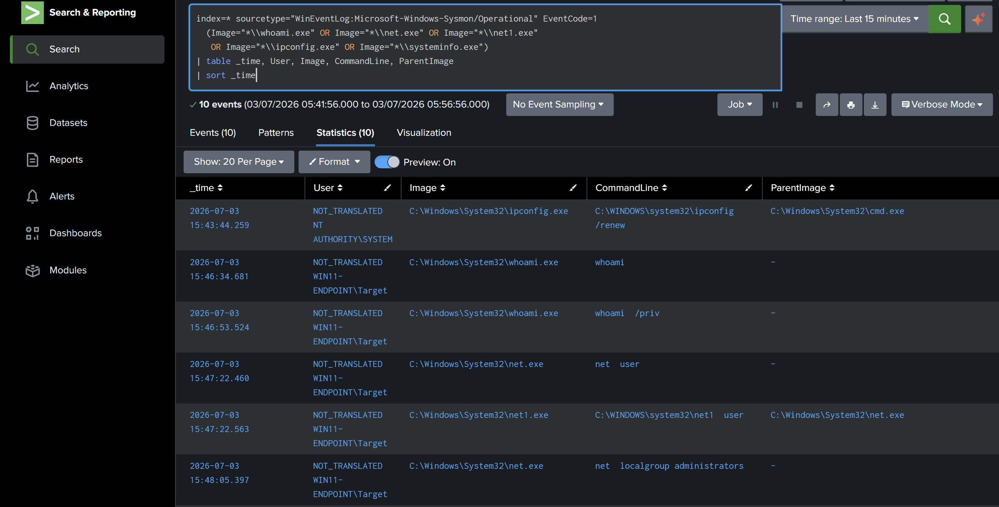 Search & Reporting
Search
Analytics
Datasets
Reports
Alerts
Dashboards
Modules
index=* sourcetype="WinEventLog:Microsoft-Windows-Sysmon/Operational" EventCode=1
(Image="*\\whoami.exe" OR Image="*\\net.exe" OR Image="*\\net1.exe"
OR Image="*\\ipconfig.exe" OR Image="*\\systeminfo.exe")
| table _time, User, Image, CommandLine, ParentImage
| sort _time
Time range: Last 15 minutes
10 events (03/07/2026 05:41:56.000 to 03/07/2026 05:56:56.000)
No Event Sampling
Job
Verbose Mode
Events (10) Patterns Statistics (10) Visualization
Show: 20 Per Page Format Preview: On
_time User Image CommandLine ParentImage
2026-07-03 NOT_TRANSLATED C:\Windows\System32\ipconfig.exe C:\WINDOWS\system32\ipconfig C:\Windows\System32\cmd.exe
15:43:44.259 NT /renew
AUTHORITY\SYSTEM
2026-07-03 NOT_TRANSLATED C:\Windows\System32\whoami.exe whoami -
15:46:34.681 WIN11-
ENDPOINT\Target
2026-07-03 NOT_TRANSLATED C:\Windows\System32\whoami.exe whoami /priv -
15:46:53.524 WIN11-
ENDPOINT\Target
2026-07-03 NOT_TRANSLATED C:\Windows\System32\net.exe net user -
15:47:22.460 WIN11-
ENDPOINT\Target
2026-07-03 NOT_TRANSLATED C:\Windows\System32\net1.exe C:\WINDOWS\system32\net1 user C:\Windows\System32\net.exe
15:47:22.563 WIN11-
ENDPOINT\Target
2026-07-03 NOT_TRANSLATED C:\Windows\System32\net.exe net localgroup administrators -
15:48:05.397 WIN11-
ENDPOINT\Target